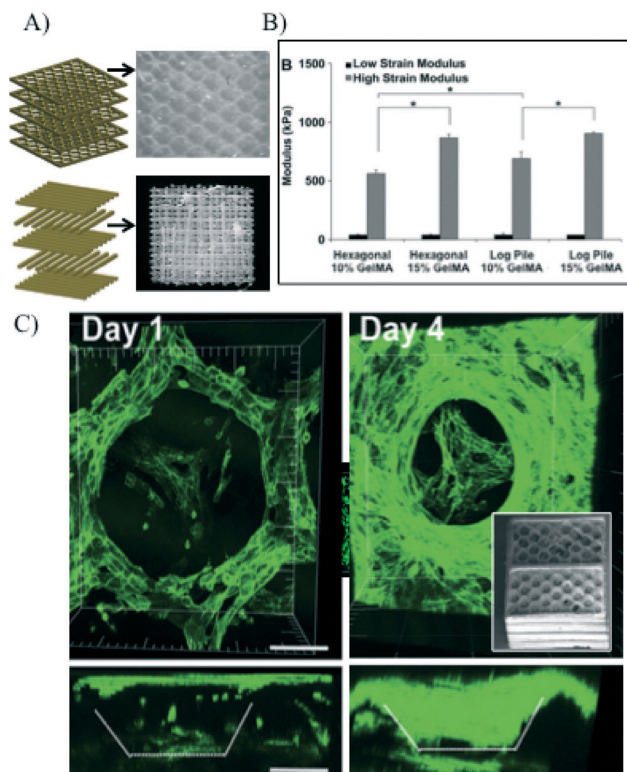 A)
B)
B
Low Strain Modulus
High Strain Modulus
Modulus (kPa)
1500
1000
500
0
*
*
*
Hexagonal
10% GelMA
Hexagonal
15% GelMA
Log Pile
10% GelMA
Log Pile
15% GelMA
C)
Day 1
Day 4